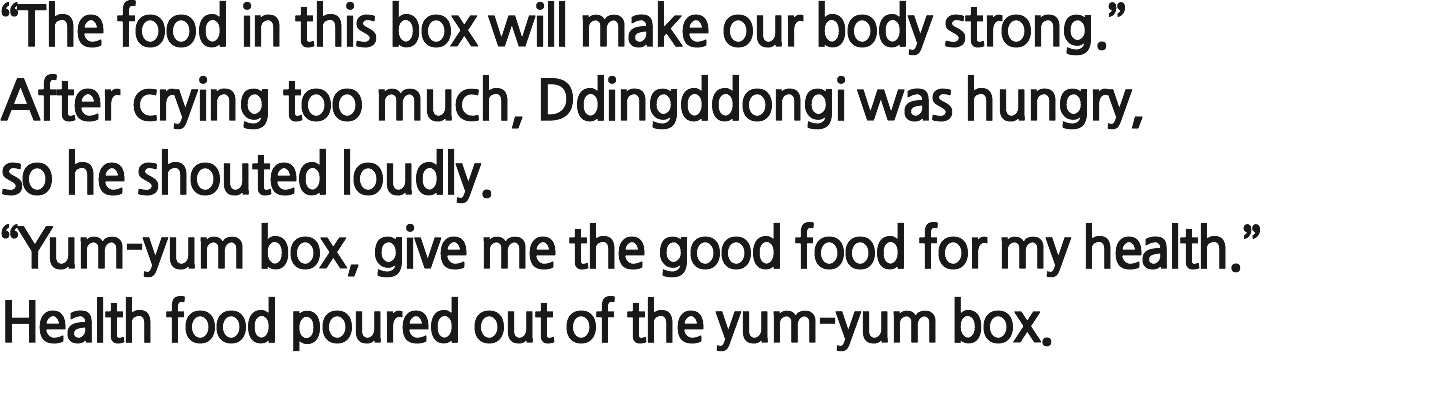 “The food in this box will make our body strong.”
After crying too much, Ddingddongi was hungry,
so he shouted loudly.
“Yum-yum box, give me the good food for my health.”
Health food poured out of the yum-yum box.